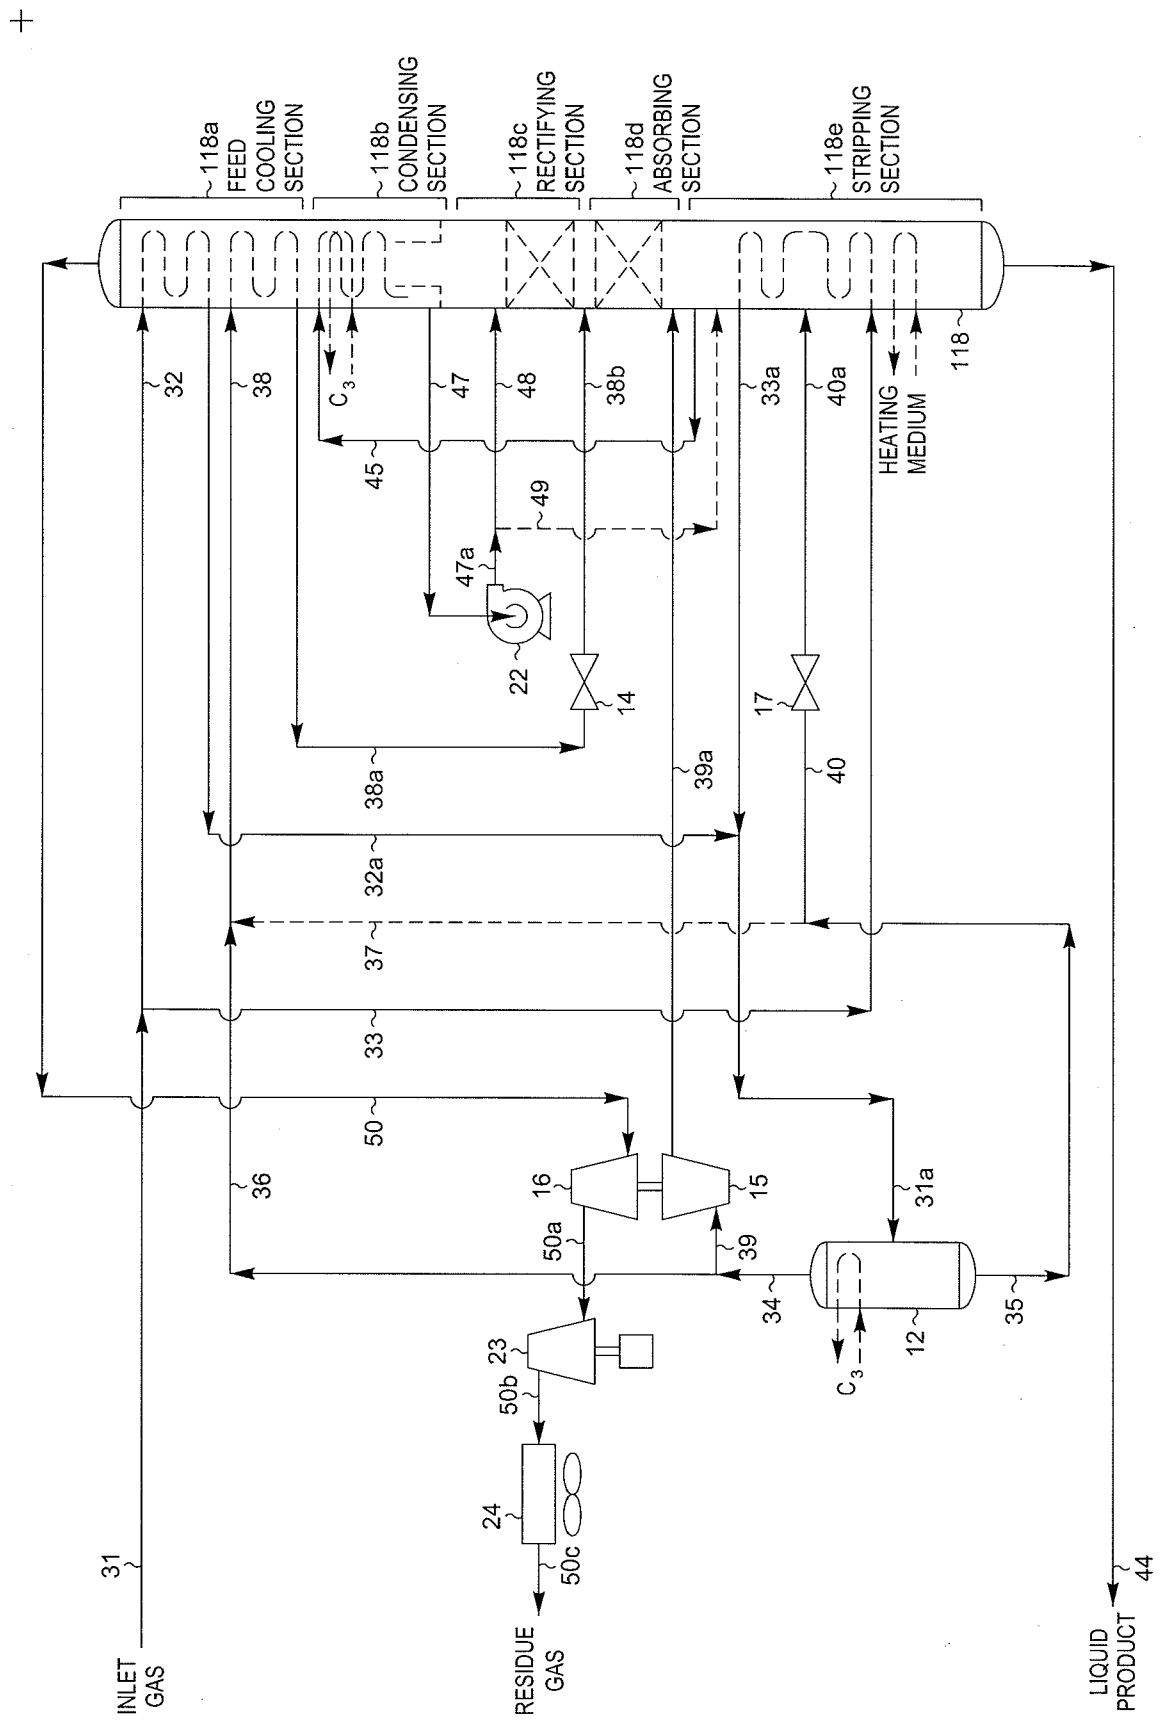 118a
FEED
COOLING
SECTION
118b
CONDENSING
SECTION
118c
RECTIFYING
SECTION
118d
ABSORBING
SECTION
118e
STRIPPING
SECTION
32
38
C3
47
48
38b
33a
40a
118
HEATING
MEDIUM
45
49
47a
22
14
17
38a
39a
40
32a
37
33
50
36
16
15
31a
50a
39
34
35
12
C3
23
50b
24
50c
31
44
INLET
GAS
RESIDUE
GAS
LIQUID
PRODUCT